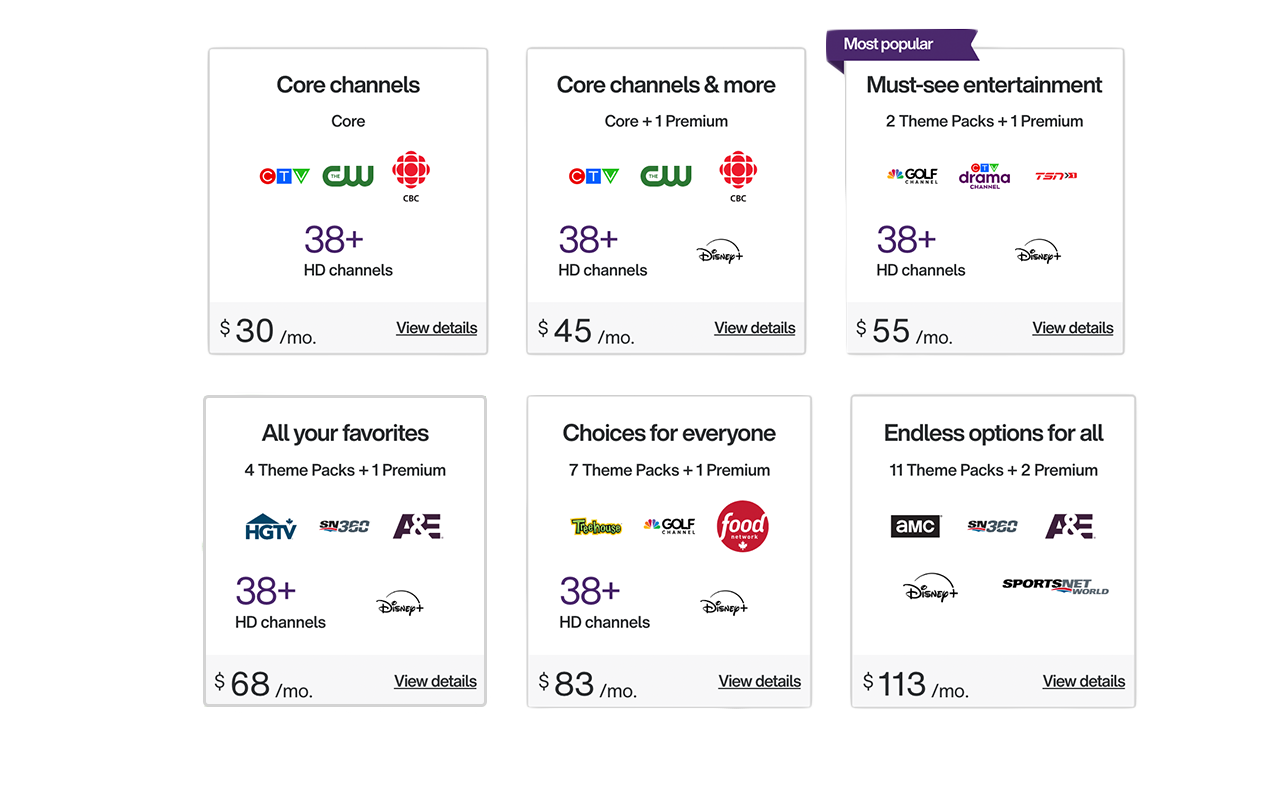 Most popular
Core channels
Core
CTV THE CW
CBC
38+
HD channels
$ 30 /mo. View details
Core channels & more
Core + 1 Premium
CTV THE CW
CBC
38+
HD channels
Disney+
$ 45 /mo. View details
Must-see entertainment
2 Theme Packs + 1 Premium
GOLF CHANNEL
CTV drama CHANNEL
TSN 1
38+
HD channels
Disney+
$ 55 /mo. View details
All your favorites
4 Theme Packs + 1 Premium
HGTV SN360 A&E
38+
HD channels
Disney+
$ 68 /mo. View details
Choices for everyone
7 Theme Packs + 1 Premium
Treehouse
GOLF CHANNEL
food network
38+
HD channels
Disney+
$ 83 /mo. View details
Endless options for all
11 Theme Packs + 2 Premium
aMC SN360 A&E
Disney+
SPORTSNET WORLD
$ 113 /mo. View details